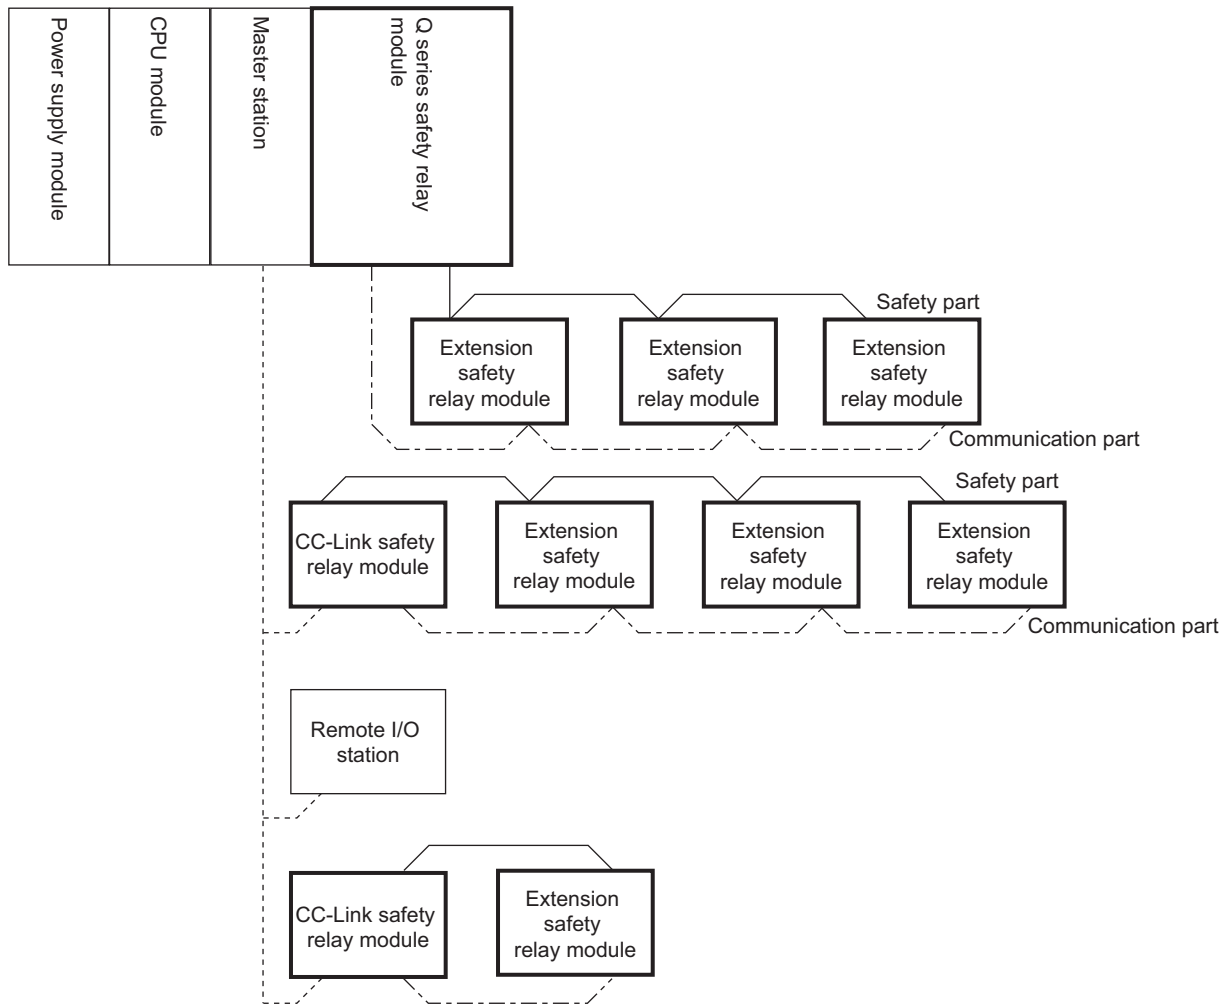 Power supply module
CPU module
Master station
Q series safety relay
module
Safety part
Extension
safety
relay module
Extension
safety
relay module
Extension
safety
relay module
Communication part
Safety part
CC-Link safety
relay module
Extension
safety
relay module
Extension
safety
relay module
Extension
safety
relay module
Communication part
Remote I/O
station
CC-Link safety
relay module
Extension
safety
relay module